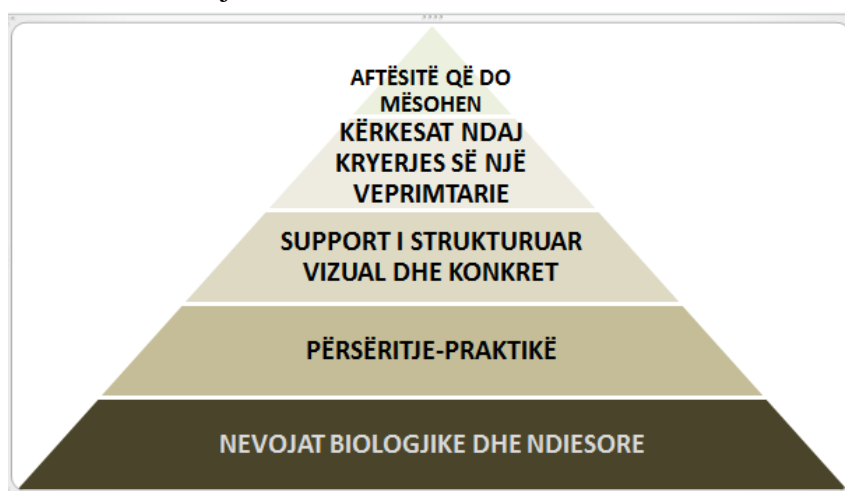 AFTËSITË QË DO
MËSOHEN
KËRKESAT NDAJ
KRYERJES SË NJË
VEPRIMTARIE
SUPPORT I STRUKTURUAR
VIZUAL DHE KONKRET
PËRSËRITJE-PRAKTIKË
NEVOJAT BIOLOGJIKE DHE NDIESORE